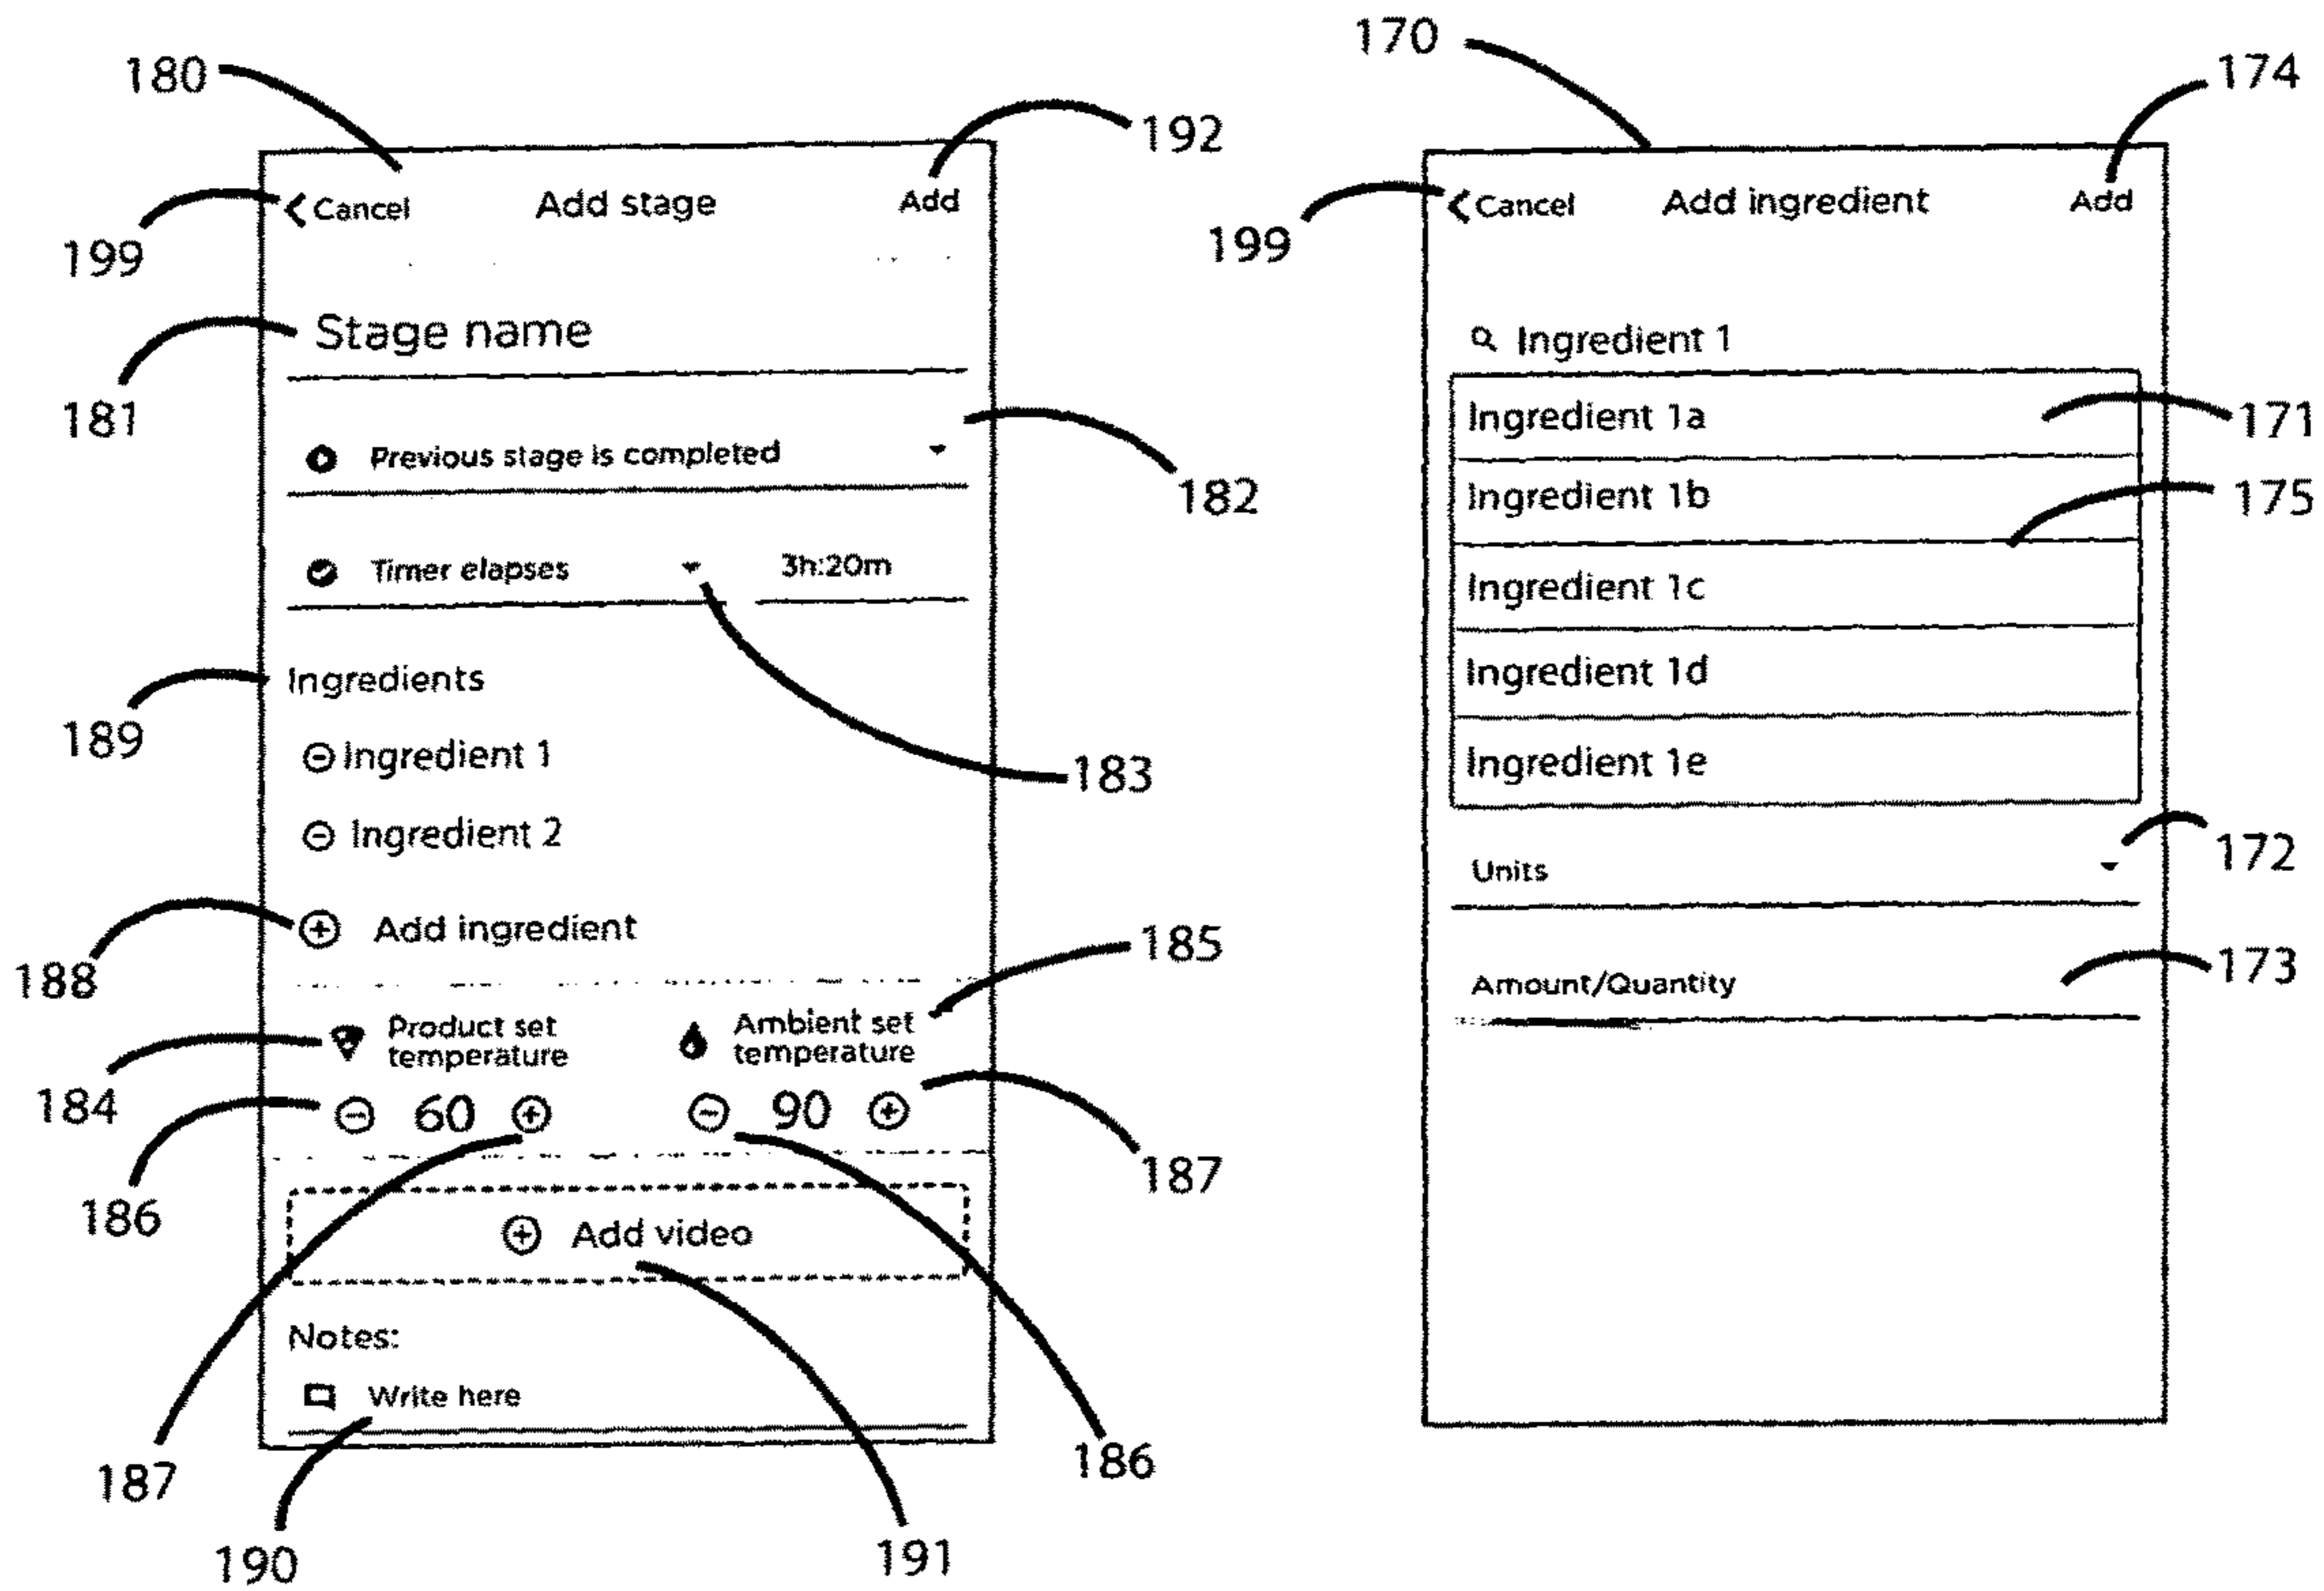 180
192
199
< Cancel Add stage Add
181
Stage name
Previous stage is completed
182
Timer elapses 3h:20m
189
Ingredients
Ingredient 1
183
Ingredient 2
188
Add ingredient
185
184
Product set
temperature
Ambient set
temperature
186
60
90
187
Add video
Notes:
Write here
187
190
191
186
170
174
199
< Cancel Add ingredient Add
Ingredient 1
Ingredient 1a
171
Ingredient 1b
175
Ingredient 1c
Ingredient 1d
Ingredient 1e
172
Units
173
Amount/Quantity